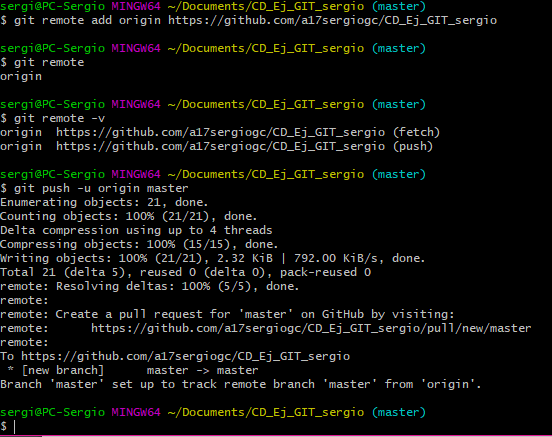 sergi@PC-Sergio MINGW64 ~/Documents/CD_Ej_GIT_sergio (master)
$ git remote add origin https://github.com/a17sergiogc/CD_Ej_GIT_sergio
sergi@PC-Sergio MINGW64 ~/Documents/CD_Ej_GIT_sergio (master)
$ git remote
origin
sergi@PC-Sergio MINGW64 ~/Documents/CD_Ej_GIT_sergio (master)
$ git remote -v
origin  https://github.com/a17sergiogc/CD_Ej_GIT_sergio (fetch)
origin  https://github.com/a17sergiogc/CD_Ej_GIT_sergio (push)
sergi@PC-Sergio MINGW64 ~/Documents/CD_Ej_GIT_sergio (master)
$ git push -u origin master
Enumerating objects: 21, done.
Counting objects: 100% (21/21), done.
Delta compression using up to 4 threads
Compressing objects: 100% (15/15), done.
Writing objects: 100% (21/21), 2.32 KiB | 792.00 KiB/s, done.
Total 21 (delta 5), reused 0 (delta 0), pack-reused 0
remote: Resolving deltas: 100% (5/5), done.
remote:
remote: Create a pull request for 'master' on GitHub by visiting:
remote:      https://github.com/a17sergiogc/CD_Ej_GIT_sergio/pull/new/master
remote:
To https://github.com/a17sergiogc/CD_Ej_GIT_sergio
 * [new branch]      master -> master
Branch 'master' set up to track remote branch 'master' from 'origin'.
sergi@PC-Sergio MINGW64 ~/Documents/CD_Ej_GIT_sergio (master)
$